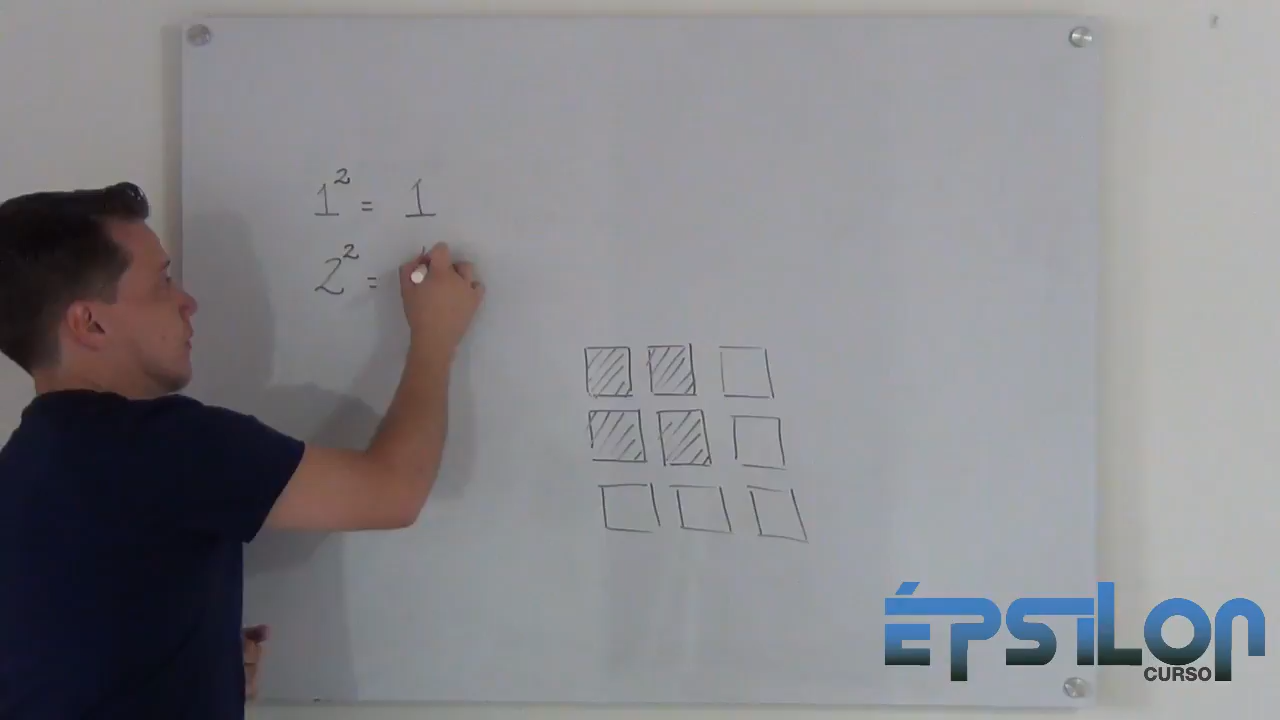 1² = 1
2² =
ÉPSILON
CURSO